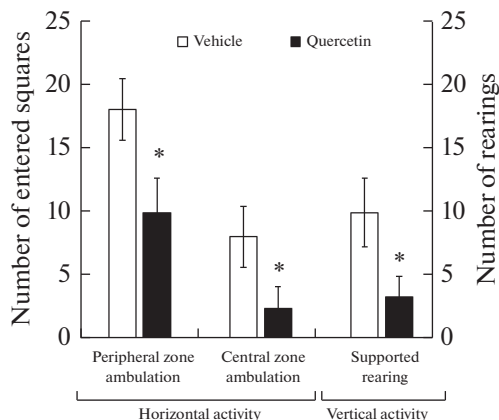 Vehicle Quercetin
Number of entered squares
25
20
15
10
5
0
*
*
*
25
20
15
10
5
0
Number of rearings
Peripheral zone
ambulation
Central zone
ambulation
Supported
rearing
Horizontal activity
Vertical activity